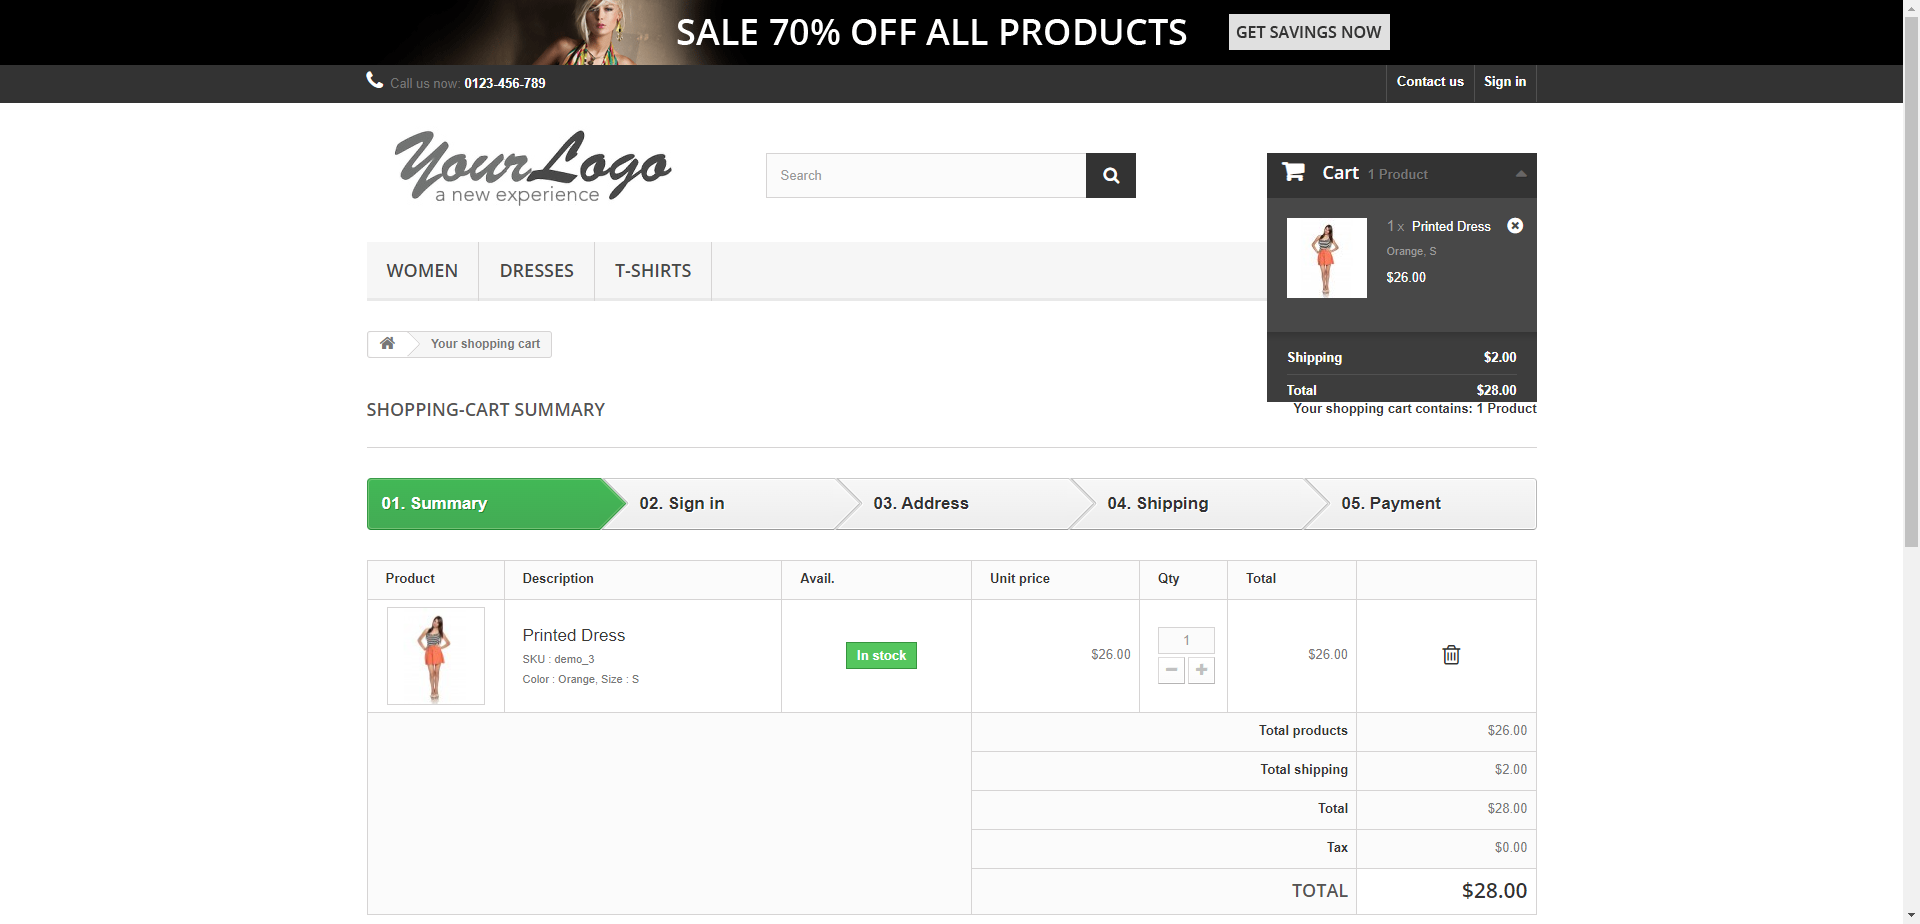 SALE 70% OFF ALL PRODUCTS
GET SAVINGS NOW
Call us now: 0123-456-789
Contact us
Sign in
YourLogo
a new experience
Search
Cart 1 Product
1 x Printed Dress
Orange, S
$26.00
Shipping $2.00
Total $28.00
WOMEN
DRESSES
T-SHIRTS
Your shopping cart
SHOPPING-CART SUMMARY
Your shopping cart contains: 1 Product
01. Summary
02. Sign in
03. Address
04. Shipping
05. Payment
Product Description Avail. Unit price Qty Total
Printed Dress
SKU : demo_3
Color : Orange, Size : S
In stock
$26.00
1
$26.00
Total products $26.00
Total shipping $2.00
Total $28.00
Tax $0.00
TOTAL $28.00